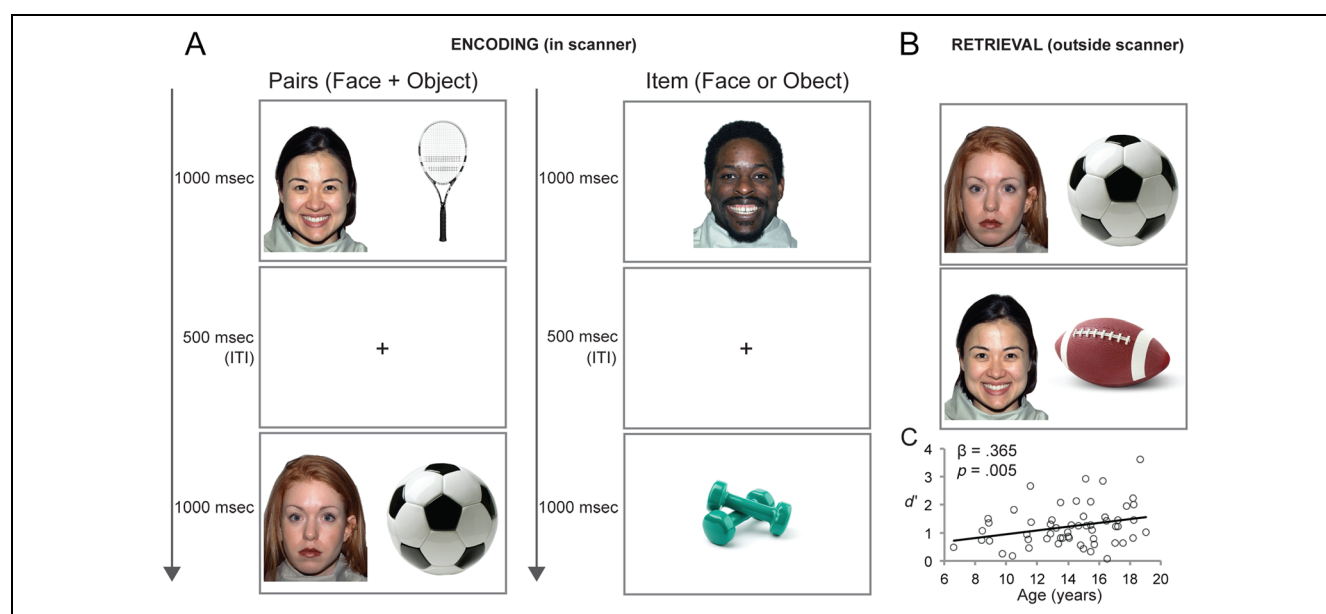 A
ENCODING (in scanner)
Pairs (Face + Object)
1000 msec
500 msec
(ITI)
+
1000 msec
Item (Face or Obect)
1000 msec
500 msec
(ITI)
+
1000 msec
B
RETRIEVAL (outside scanner)
C
β = .365
p = .005
d'
4
3
2
1
0
6 8 10 12 14 16 18 20
Age (years)